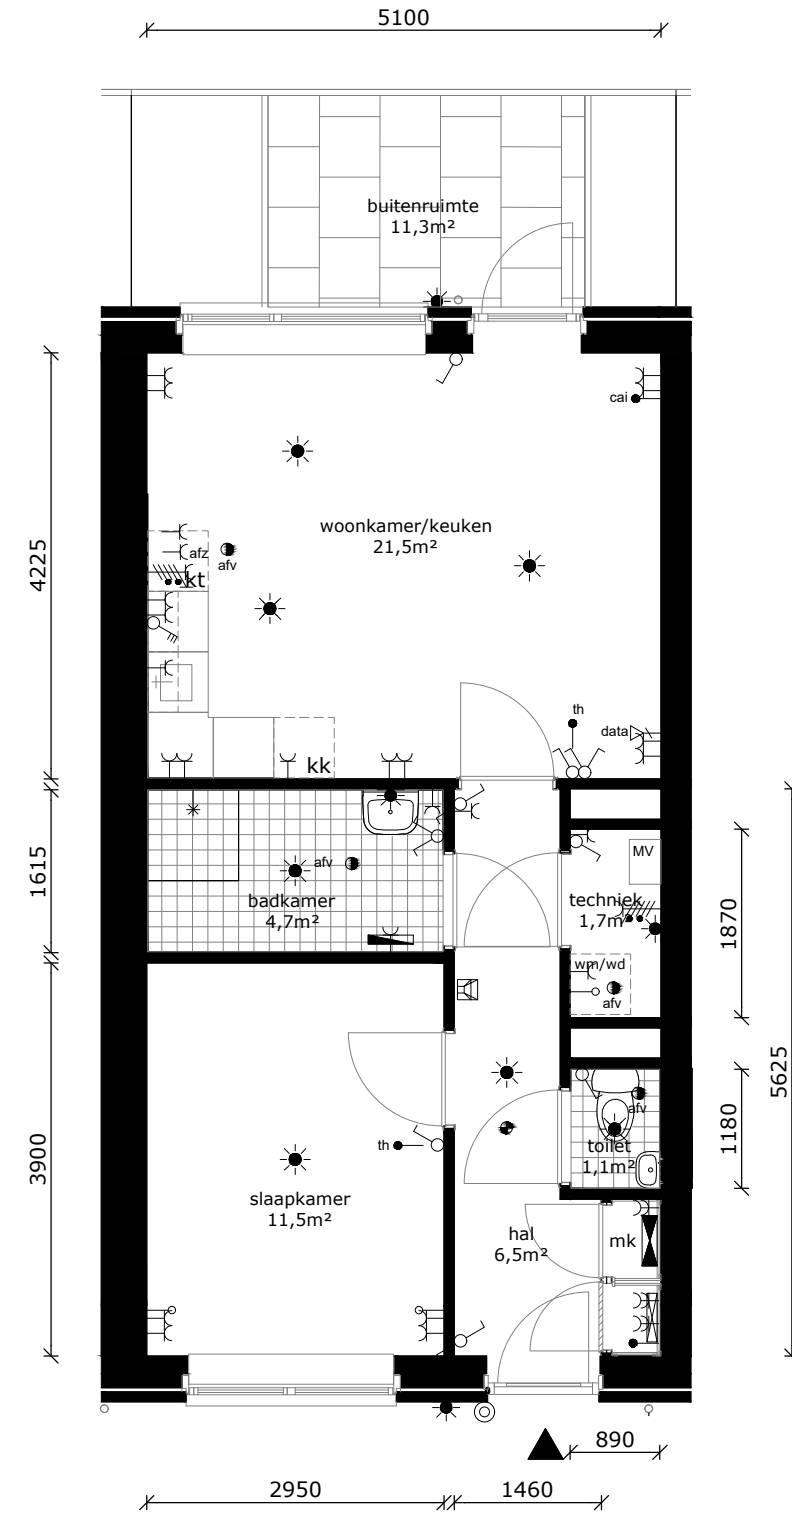 5100
buitenruimte
11,3m²
cai
4225
woonkamer/keuken
21,5m²
afz
afv
kt
th
data
kk
1615
afv
badkamer
4,7m²
MV
techniek
1,7m²
1870
wm/wd
afv
5625
3900
th
slaapkamer
11,5m²
afv
toilet
1,1m²
1180
hal
6,5m²
mk
890
2950
1460